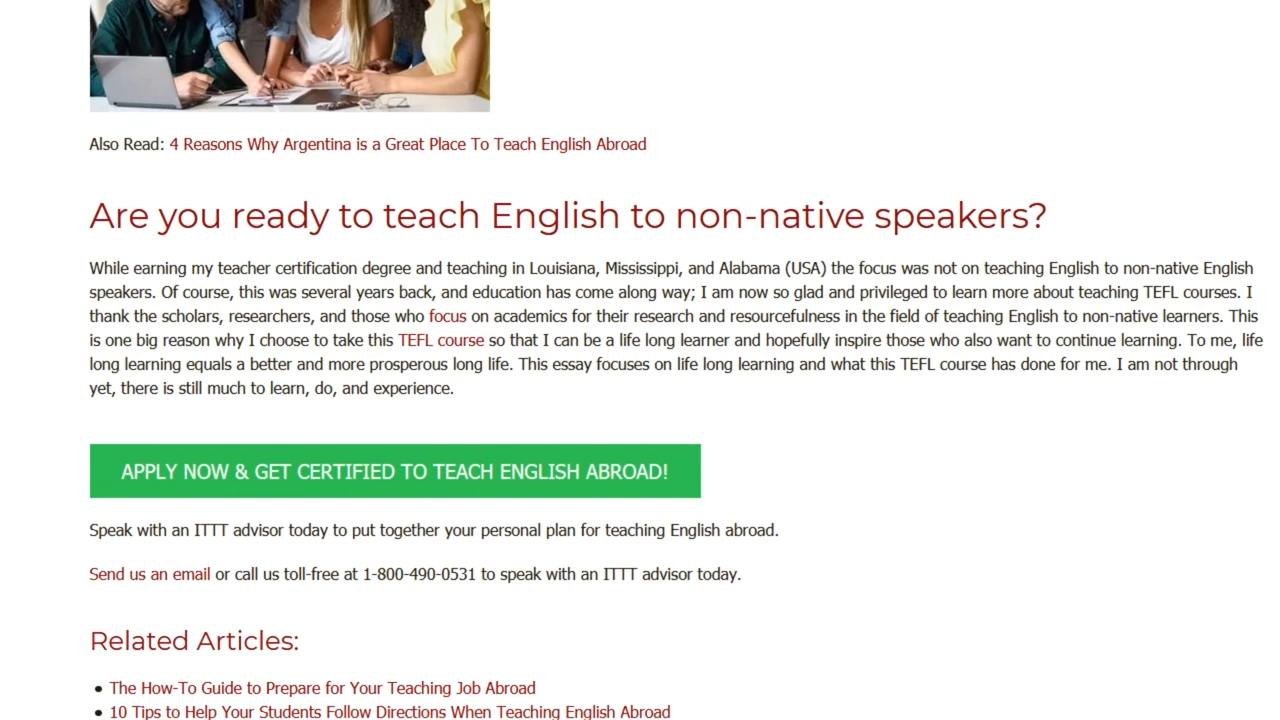 Also Read: 4 Reasons Why Argentina is a Great Place To Teach English Abroad
Are you ready to teach English to non-native speakers?
While earning my teacher certification degree and teaching in Louisiana, Mississippi, and Alabama (USA) the focus was not on teaching English to non-native English
speakers. Of course, this was several years back, and education has come along way; I am now so glad and privileged to learn more about teaching TEFL courses. I
thank the scholars, researchers, and those who focus on academics for their research and resourcefulness in the field of teaching English to non-native learners. This
is one big reason why I choose to take this TEFL course so that I can be a life long learner and hopefully inspire those who also want to continue learning. To me, life
long learning equals a better and more prosperous long life. This essay focuses on life long learning and what this TEFL course has done for me. I am not through
yet, there is still much to learn, do, and experience.
APPLY NOW & GET CERTIFIED TO TEACH ENGLISH ABROAD!
Speak with an ITTT advisor today to put together your personal plan for teaching English abroad.
Send us an email or call us toll-free at 1-800-490-0531 to speak with an ITTT advisor today.
Related Articles:
• The How-To Guide to Prepare for Your Teaching Job Abroad
• 10 Tips to Help Your Students Follow Directions When Teaching English Abroad